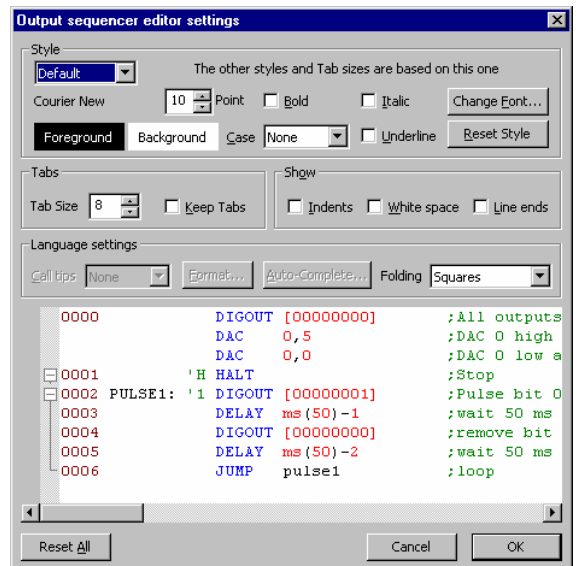 Output sequencer editor settings
Style
Default The other styles and Tab sizes are based on this one
Courier New 10 Point Bold Italic Change Font...
Foreground Background Case None Underline Reset Style
Tabs Show
Tab Size 8 Keep Tabs Indents White space Line ends
Language settings
Call tips None Format... Auto-Complete... Folding Squares
0000 DIGOUT [00000000] ;All outputs
DAC 0,5 ;DAC 0 high
DAC 0,0 ;DAC 0 low a
0001 'H HALT ;Stop
0002 PULSE1: '1 DIGOUT [00000001] ;Pulse bit 0
0003 DELAY ms(50)-1 ;wait 50 ms
0004 DIGOUT [00000000] ;remove bit
0005 DELAY ms(50)-2 ;wait 50 ms
0006 JUMP pulse1 ;loop
Reset All Cancel OK